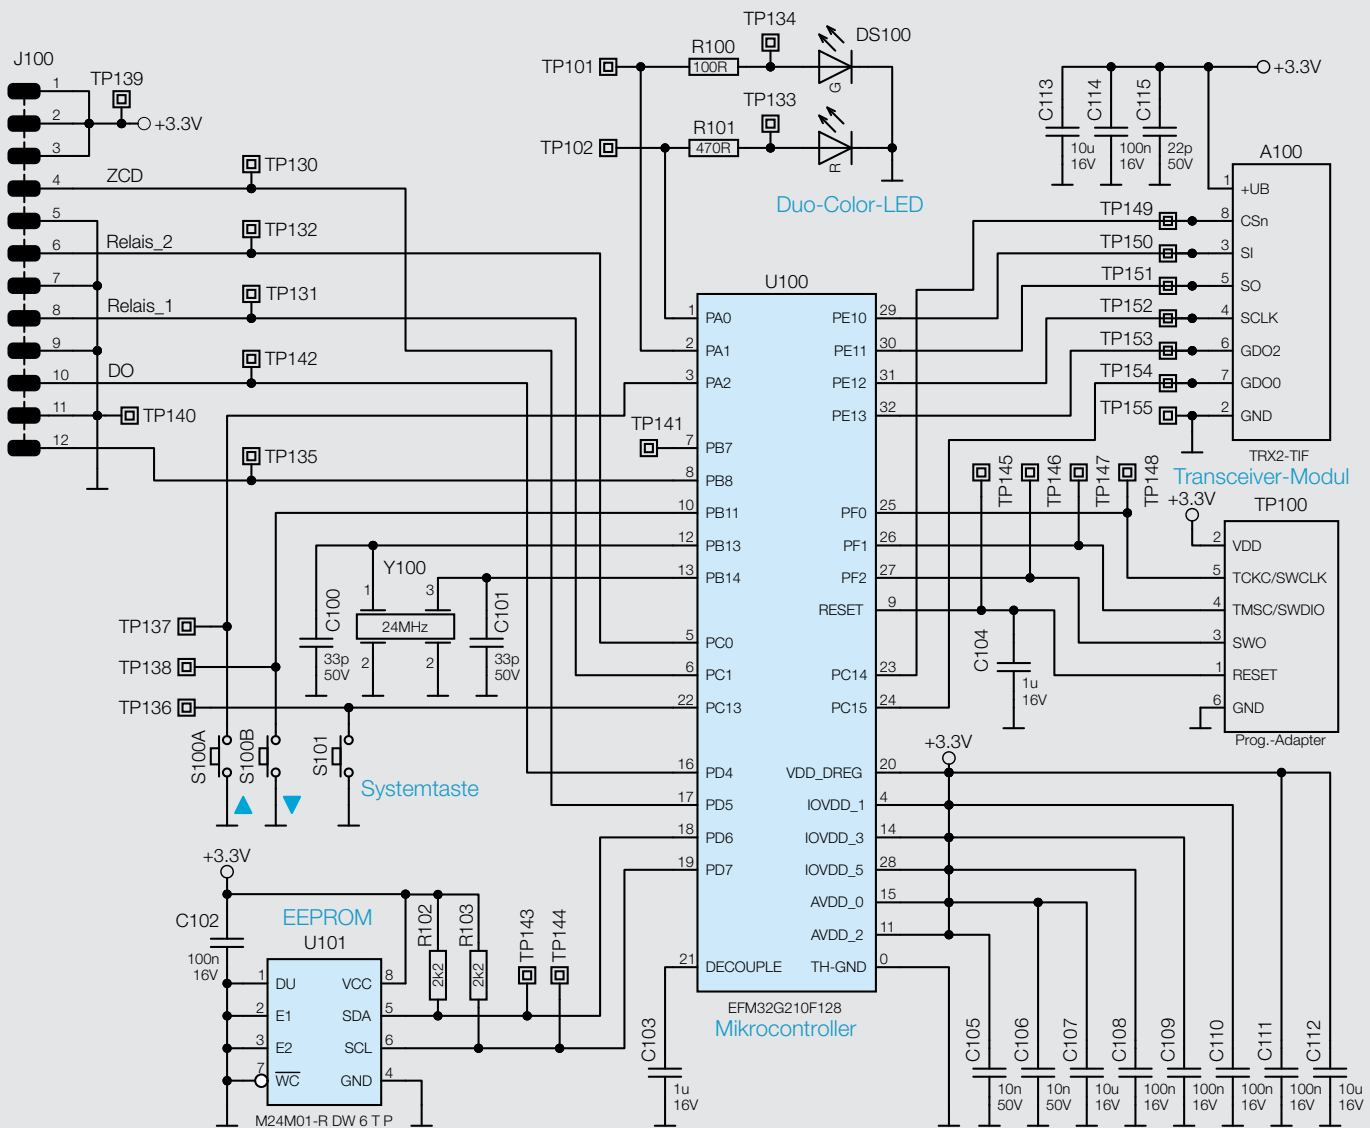 J100
1
TP139
2
+3.3V
3
4
ZCD
TP130
5
6
Relais_2
TP132
7
8
Relais_1
TP131
9
10
DO
TP142
11
TP140
12
TP135
TP134
DS100
R100
TP101
100R
G
TP133
R101
TP102
470R
R
Duo-Color-LED
+3.3V
C113
10u
16V
C114
100n
16V
C115
22p
50V
A100
1
+UB
TP149
8
CSn
TP150
3
SI
TP151
5
SO
TP152
4
SCLK
TP153
6
GDO2
TP154
7
GDO0
TP155
2
GND
TRX2-TIF
Transceiver-Modul
U100
1
PA0
2
PA1
3
PA2
TP141
7
PB7
8
PB8
10
PB11
12
PB13
13
PB14
5
PC0
6
PC1
22
PC13
16
PD4
17
PD5
18
PD6
19
PD7
21
DECOUPLE
PE10
29
PE11
30
PE12
31
PE13
32
PF0
25
PF1
26
PF2
27
RESET
9
PC14
23
PC15
24
+3.3V
VDD_DREG
20
IOVDD_1
4
IOVDD_3
14
IOVDD_5
28
AVDD_0
15
AVDD_2
11
TH-GND
0
EFM32G210F128
Mikrocontroller
TP145
TP146
TP147
TP148
+3.3V
TP100
2
VDD
5
TCKC/SWCLK
4
TMSC/SWDIO
3
SWO
1
RESET
6
GND
Prog.-Adapter
C104
1u
16V
Y100
1
3
24MHz
2
2
C100
33p
50V
C101
33p
50V
TP137
TP138
TP136
S100A
S100B
S101
Systemtaste
+3.3V
C102
100n
16V
EEPROM
U101
1
DU
2
E1
3
E2
7
WC
VCC
8
SDA
5
SCL
6
GND
4
M24M01-R DW 6 T P
R102
2k2
R103
2k2
TP143
TP144
C103
1u
16V
C105
10n
50V
C106
10n
50V
C107
10u
16V
C108
100n
16V
C109
100n
16V
C110
100n
16V
C111
100n
16V
C112
10u
16V